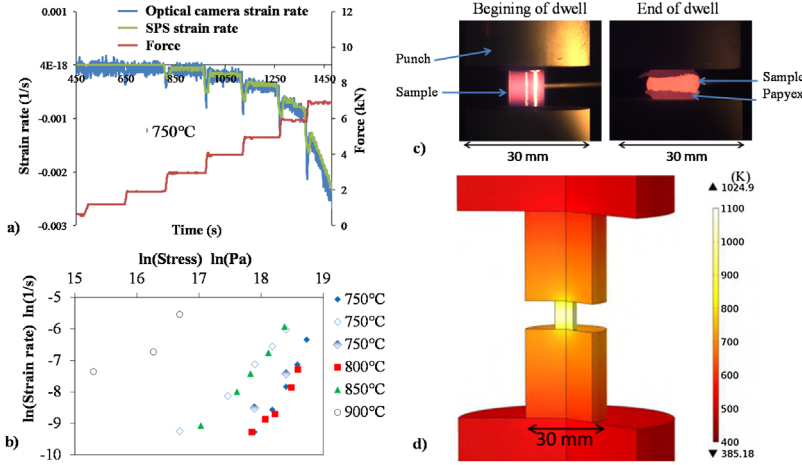 a)
Optical camera strain rate
SPS strain rate
Force
0.001
4E-18
-0.001
-0.002
-0.003
Strain rate (1/s)
450 650 850 1050 1250 1450
12
10
8
6
4
2
0
Force (kN)
750°C
Time (s)
b)
ln(Stress) ln(Pa)
15 16 17 18 19
-5
-6
-7
-8
-9
-10
ln(Strain rate) ln(1/s)
750°C
750°C
750°C
800°C
850°C
900°C
Begining of dwell
End of dwell
Punch
Sample
Sample
Papyex
c)
30 mm
30 mm
(K)
▲ 1024.9
1100
1000
900
800
700
600
500
400
▼ 385.18
30 mm
d)